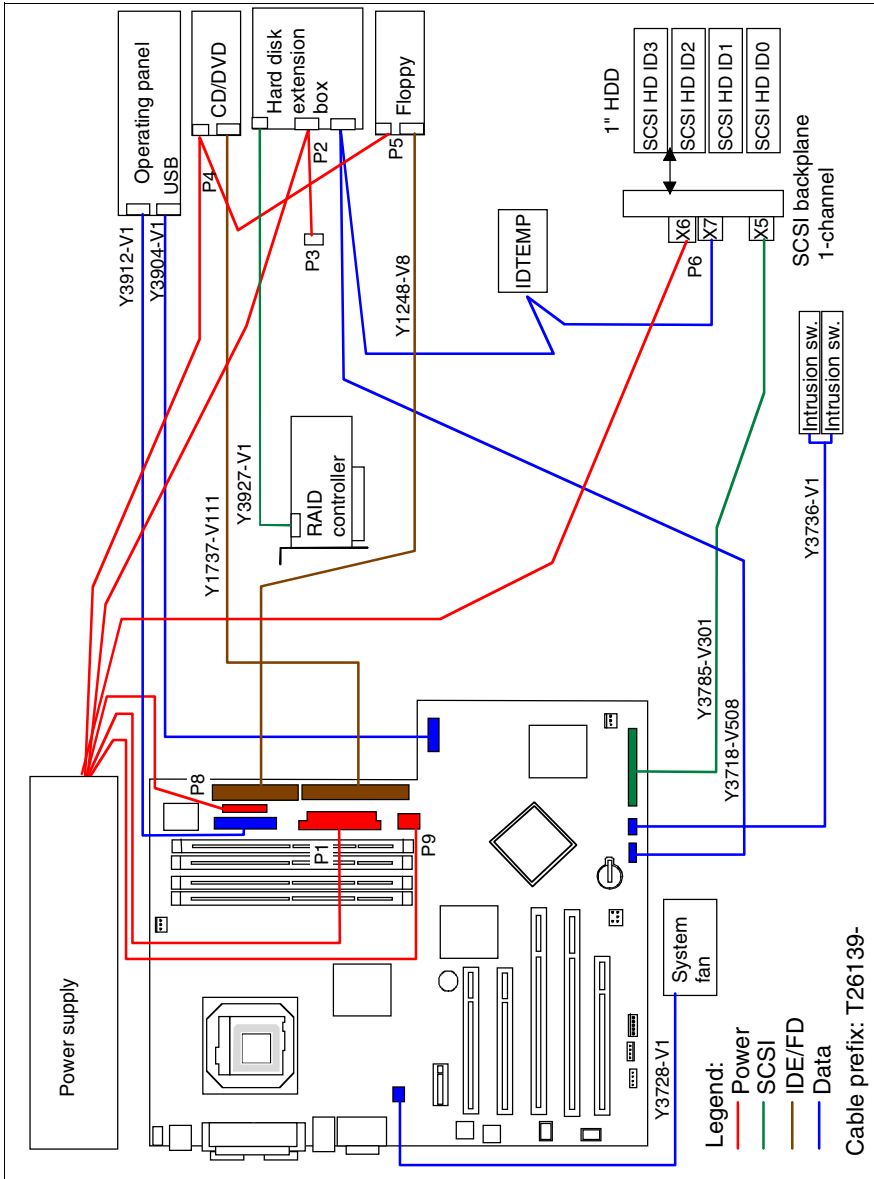 Power supply
Operating panel
USB
CD/DVD
Hard disk
extension
box
Floppy
P4
P2
P5
P3
Y3912-V1
Y3904-V1
Y1737-V111
Y3927-V1
Y1248-V8
RAID
controller
IDTEMP
1" HDD
SCSI HD ID3
SCSI HD ID2
SCSI HD ID1
SCSI HD ID0
X6
X7
X5
P6
SCSI backplane
1-channel
Intrusion sw.
Intrusion sw.
Y3736-V1
Y3785-V301
Y3718-V508
P8
P1
P9
System
fan
Y3728-V1
Legend:
Power
SCSI
IDE/FD
Data
Cable prefix: T26139-